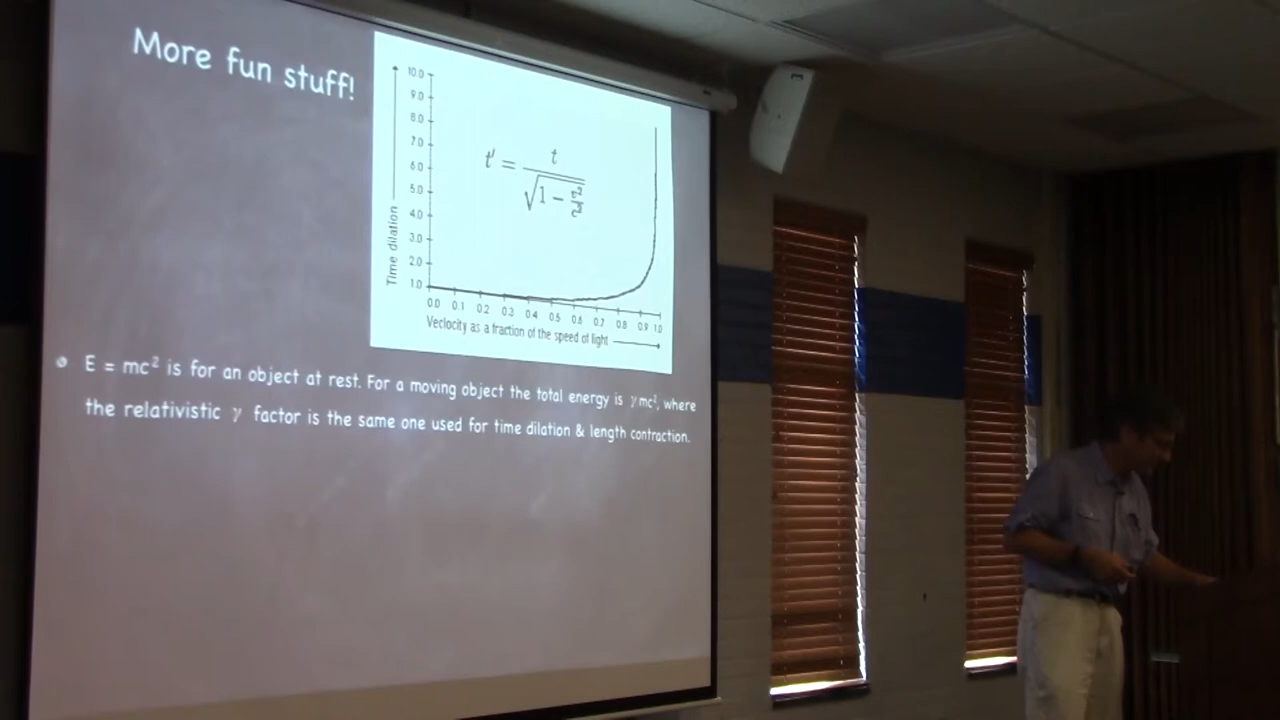 More fun stuff!
10.0
9.0
8.0
7.0
6.0
5.0
4.0
3.0
2.0
1.0
Time dilation
t' = t / √(1 − v²/c²)
0.0 0.1 0.2 0.3 0.4 0.5 0.6 0.7 0.8 0.9 1.0
Veclocity as a fraction of the speed of light
E = mc² is for an object at rest. For a moving object the total energy is γmc², where
the relativistic γ factor is the same one used for time dilation & length contraction.